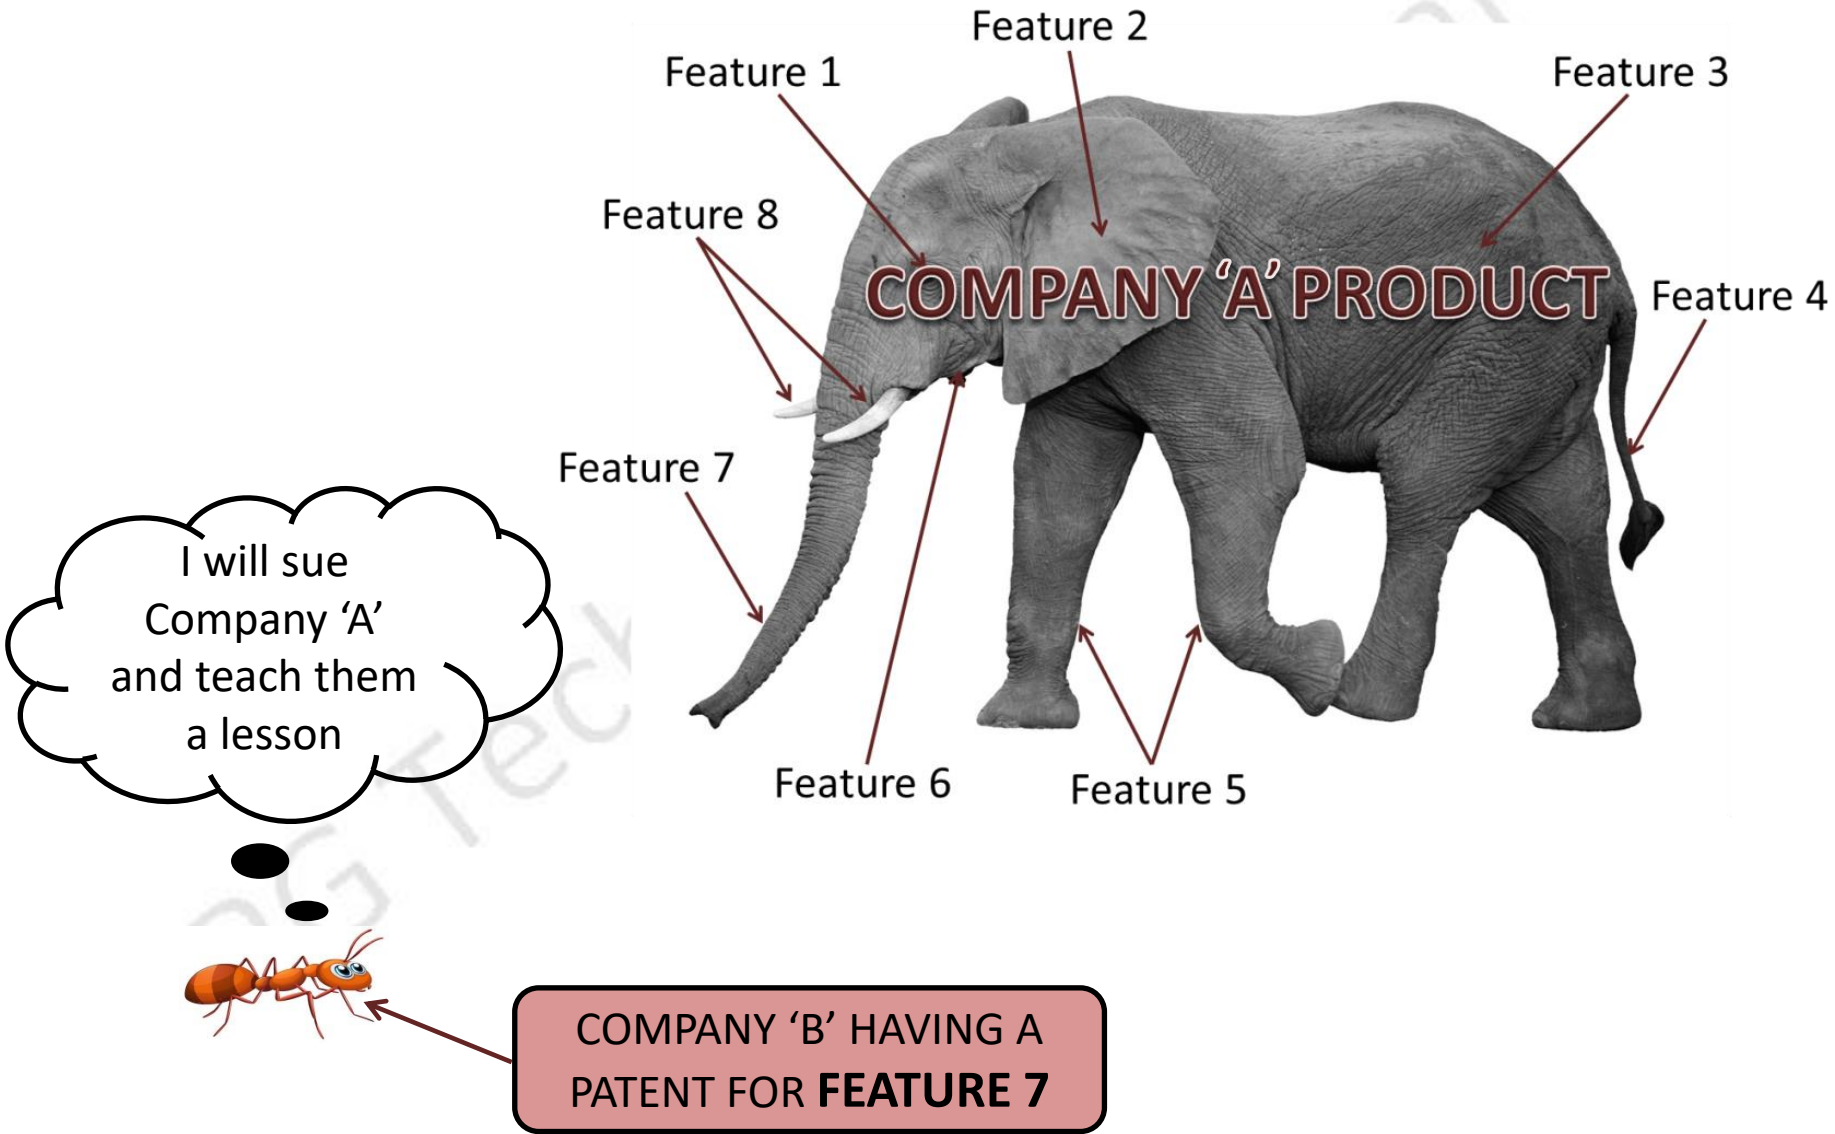 Feature 2
Feature 1
Feature 3
Feature 8
COMPANY ‘A’ PRODUCT
Feature 4
Feature 7
I will sue
Company ‘A’
and teach them
a lesson
Feature 6
Feature 5
COMPANY ‘B’ HAVING A
PATENT FOR FEATURE 7